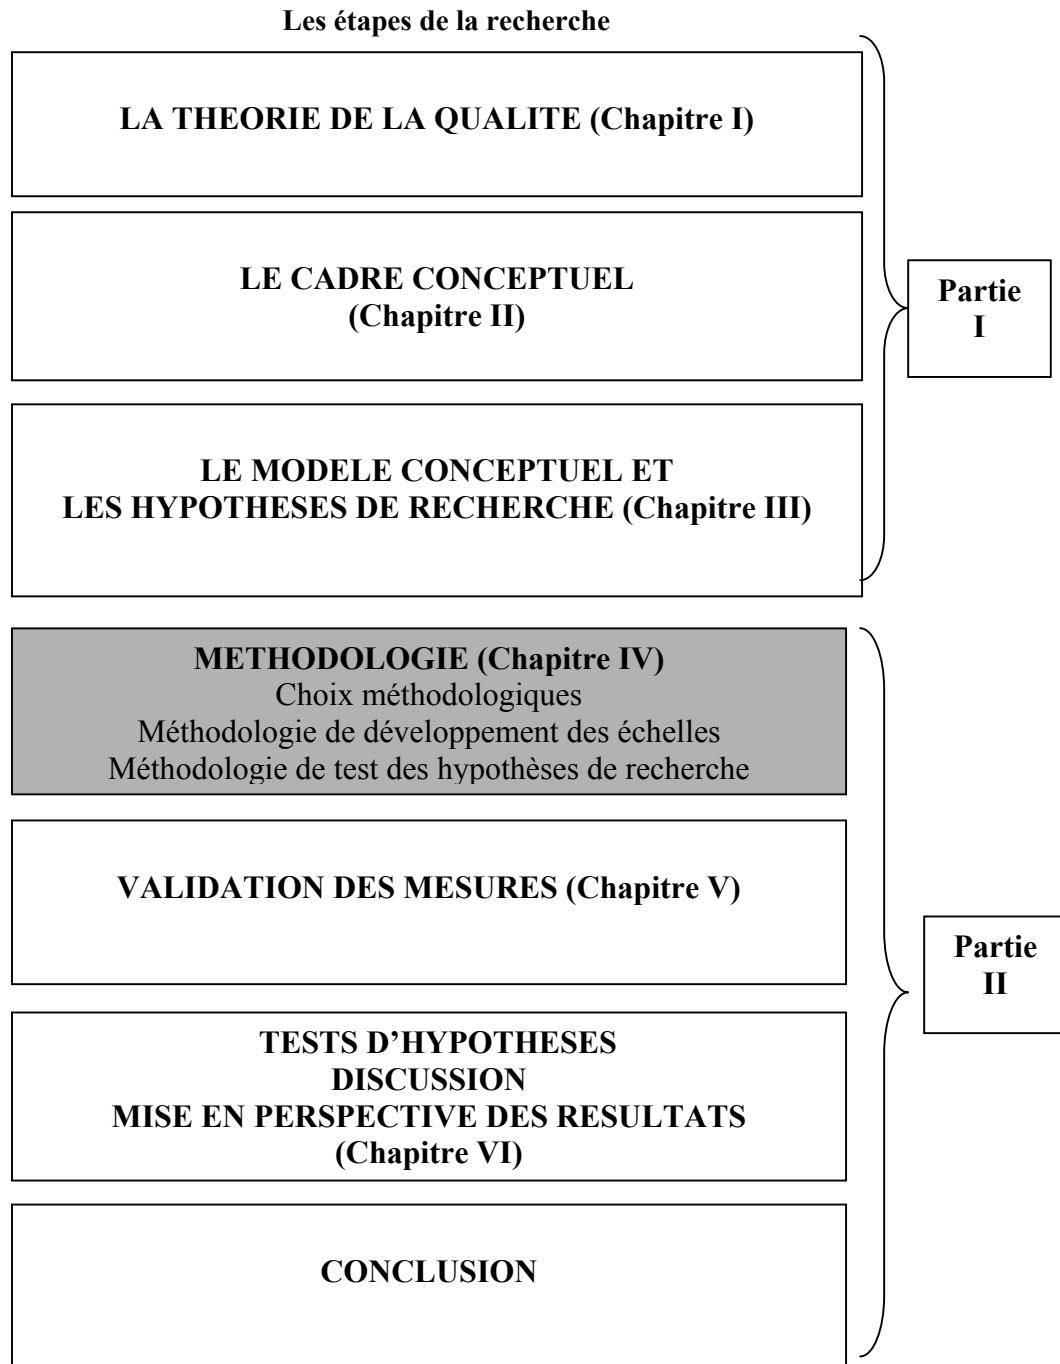 Les étapes de la recherche
LA THEORIE DE LA QUALITE (Chapitre I)
LE CADRE CONCEPTUEL
(Chapitre II)
LE MODELE CONCEPTUEL ET
LES HYPOTHESES DE RECHERCHE (Chapitre III)
Partie
I
METHODOLOGIE (Chapitre IV)
Choix méthodologiques
Méthodologie de développement des échelles
Méthodologie de test des hypothèses de recherche
VALIDATION DES MESURES (Chapitre V)
TESTS D’HYPOTHESES
DISCUSSION
MISE EN PERSPECTIVE DES RESULTATS
(Chapitre VI)
CONCLUSION
Partie
II